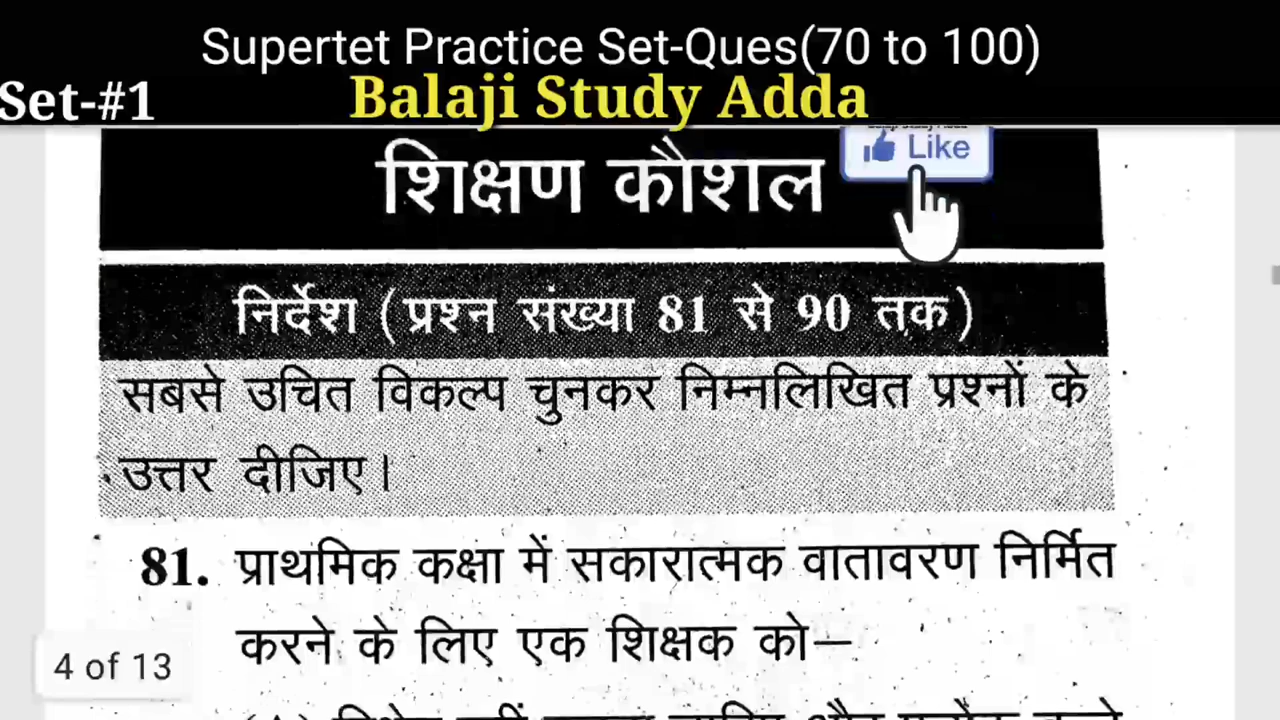 Supertet Practice Set-Ques(70 to 100)
Set-#1
Balaji Study Adda
शिक्षण कौशल
Like
निर्देश (प्रश्न संख्या 81 से 90 तक)
सबसे उचित विकल्प चुनकर निम्नलिखित प्रश्नों के
उत्तर दीजिए।
81. प्राथमिक कक्षा में सकारात्मक वातावरण निर्मित
करने के लिए एक शिक्षक को—
4 of 13